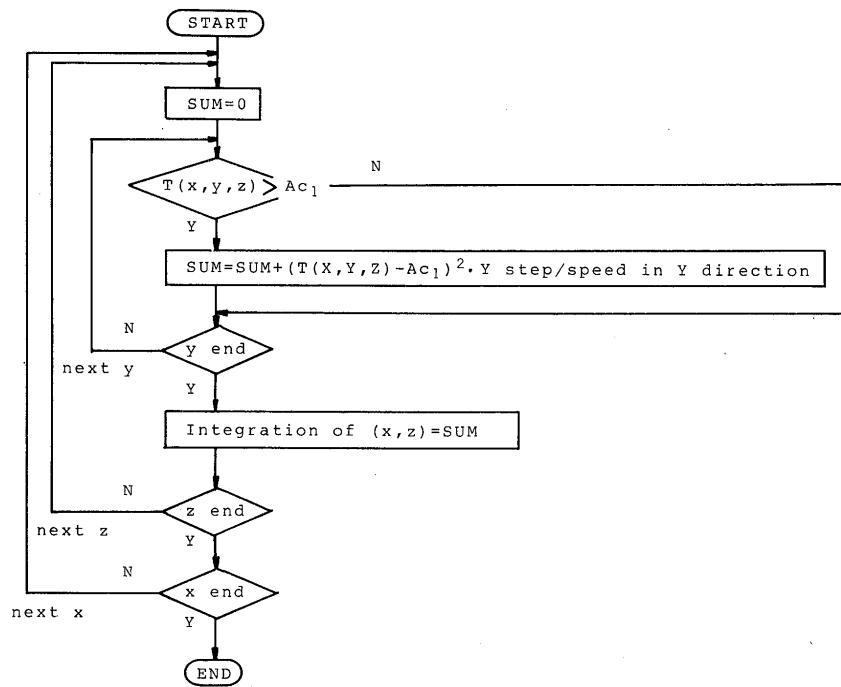 START
SUM=0
T(x,y,z) > Ac₁
N
Y
SUM=SUM+(T(X,Y,Z)-Ac₁)²·Y step/speed in Y direction
N
y end
next y
Y
Integration of (x,z)=SUM
N
z end
next z
Y
N
x end
next x
Y
END